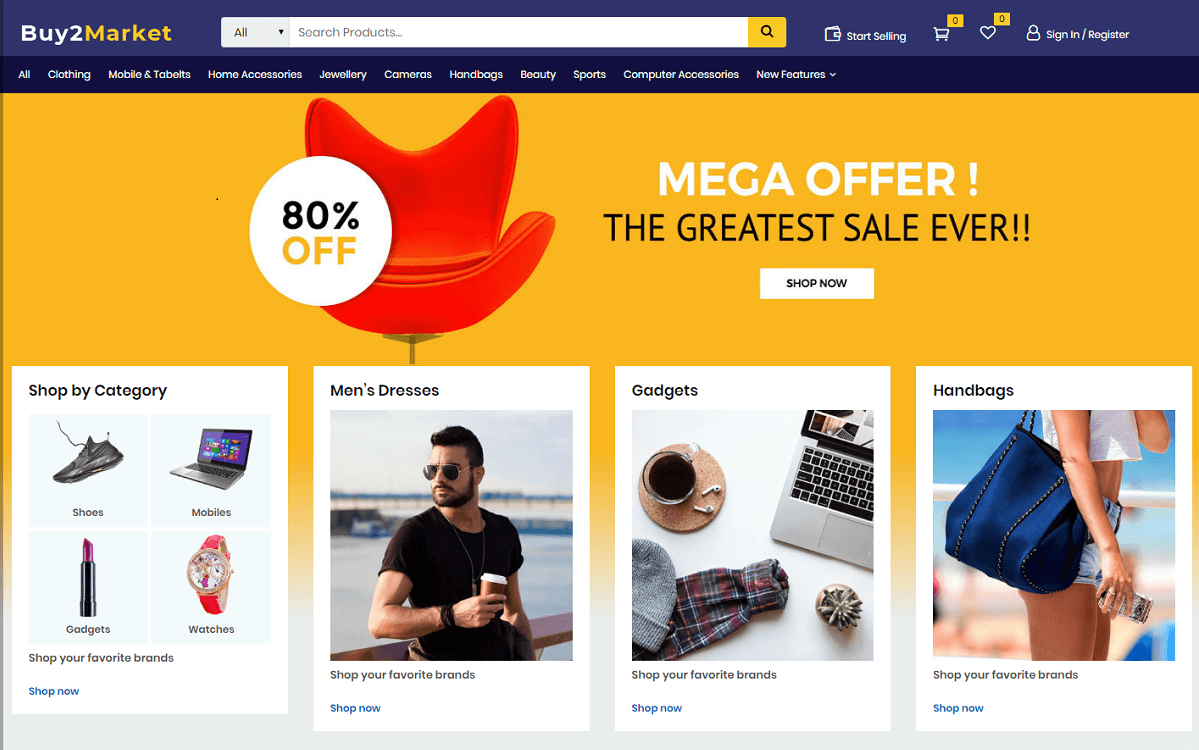 Buy2Market
All
Search Products...
Start Selling
0
0
Sign In / Register
All Clothing Mobile & Tabelts Home Accessories Jewellery Cameras Handbags Beauty Sports Computer Accessories New Features
80%
OFF
MEGA OFFER !
THE GREATEST SALE EVER!!
SHOP NOW
Shop by Category
Shoes
Mobiles
Gadgets
Watches
Shop your favorite brands
Shop now
Men's Dresses
Shop your favorite brands
Shop now
Gadgets
Shop your favorite brands
Shop now
Handbags
Shop your favorite brands
Shop now